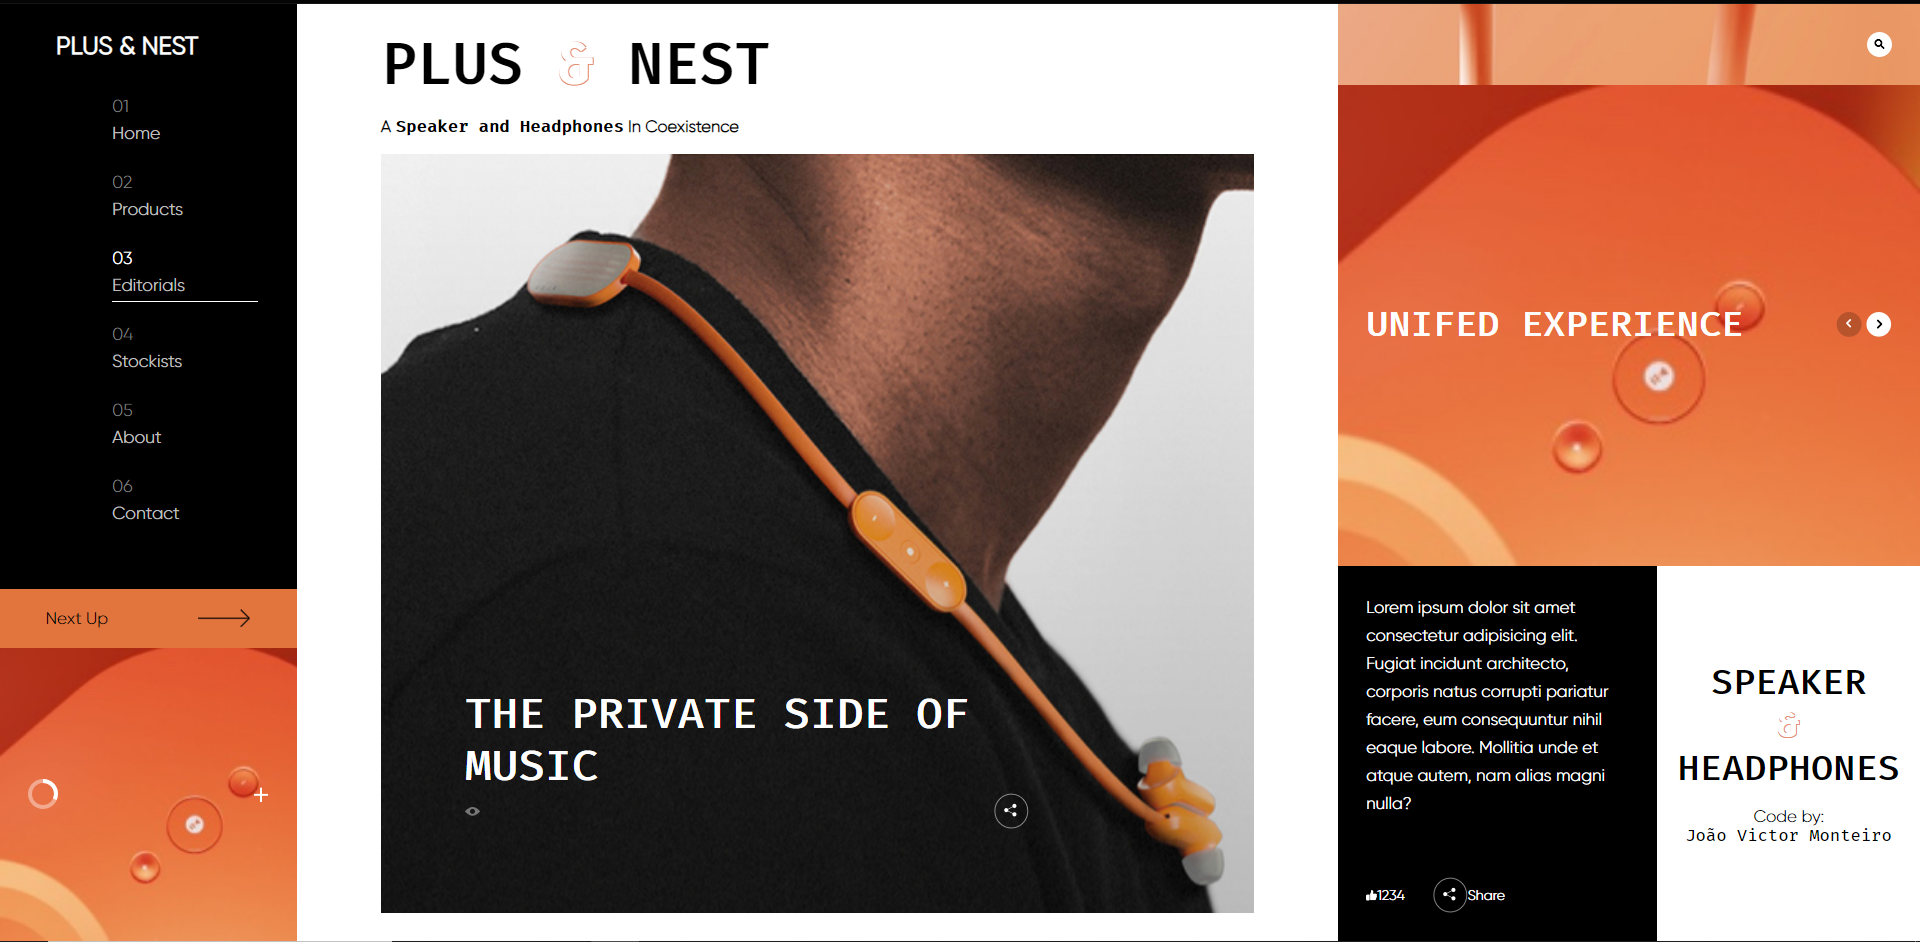 PLUS & NEST
01
Home
02
Products
03
Editorials
04
Stockists
05
About
06
Contact
Next Up
PLUS & NEST
A Speaker and Headphones In Coexistence
THE PRIVATE SIDE OF
MUSIC
UNIFED EXPERIENCE
Lorem ipsum dolor sit amet
consectetur adipisicing elit.
Fugiat incidunt architecto,
corporis natus corrupti pariatur
facere, eum consequuntur nihil
eaque labore. Mollitia unde et
atque autem, nam alias magni
nulla?
1234
Share
SPEAKER
&
HEADPHONES
Code by:
João Victor Monteiro